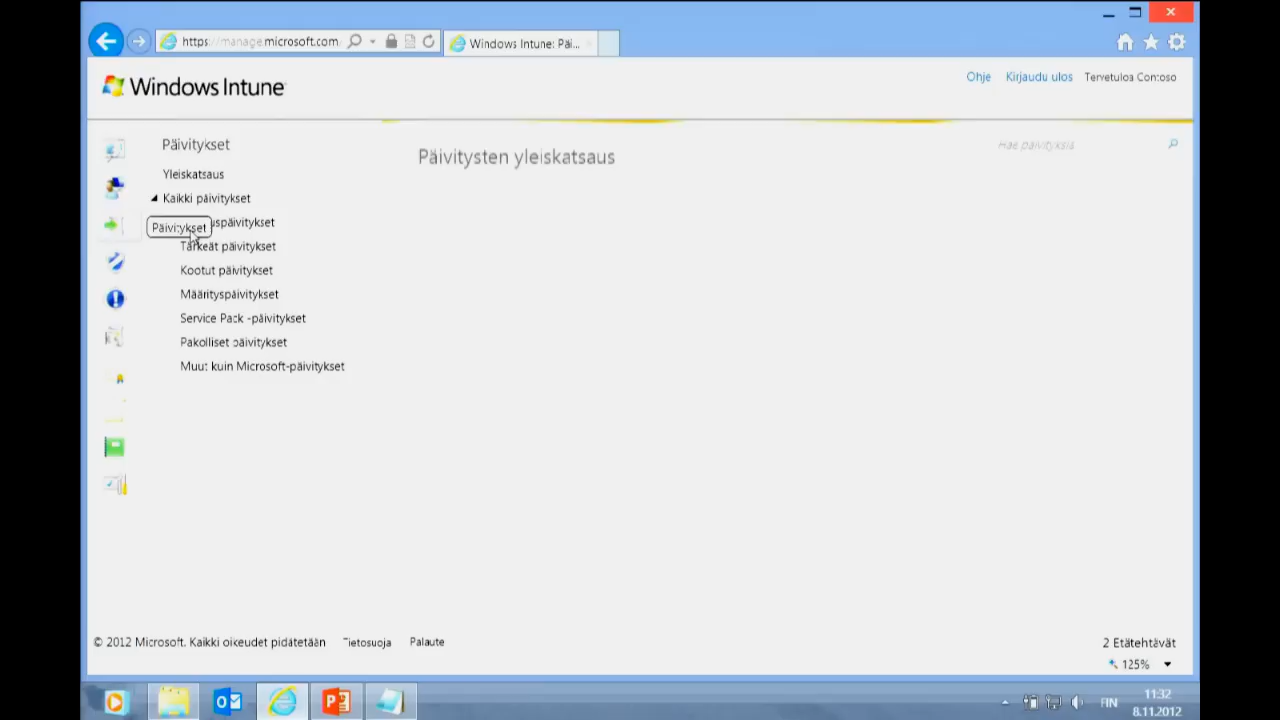 https://manage.microsoft.com
Windows Intune: Päi...
Windows Intune
Ohje
Kirjaudu ulos
Tervetuloa Contoso
Päivitykset
Päivitysten yleiskatsaus
Hae päivityksiä
Yleiskatsaus
Kaikki päivitykset
uspäivitykset
Päivitykset
Tärkeät päivitykset
Kootut päivitykset
Määrityspäivitykset
Service Pack -päivitykset
Pakolliset päivitykset
Muut kuin Microsoft-päivitykset
© 2012 Microsoft. Kaikki oikeudet pidätetään
Tietosuoja
Palaute
2 Etätehtävät
125%
FIN
11:32
8.11.2012